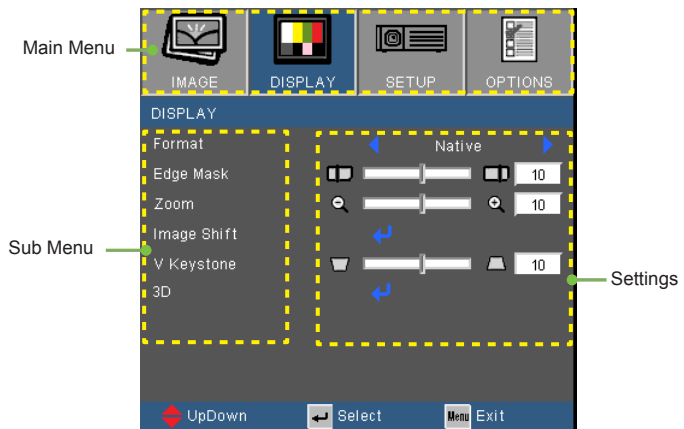 Main Menu
IMAGE
DISPLAY
SETUP
OPTIONS
DISPLAY
Format
Native
Edge Mask
10
Zoom
10
Image Shift
Sub Menu
V Keystone
10
Settings
3D
UpDown
Select
Menu
Exit